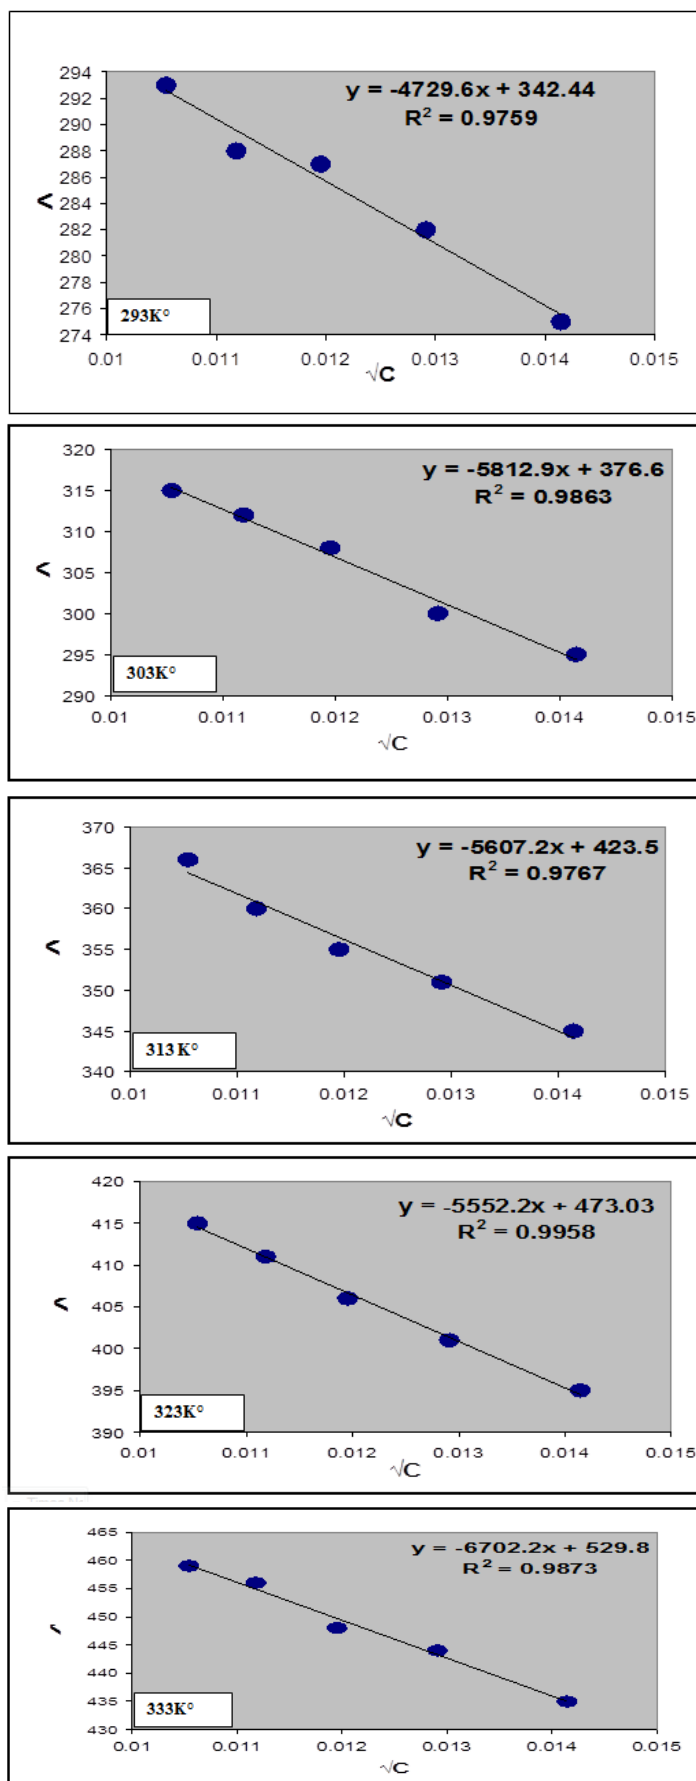 294
292
290
288
286
284
282
280
278
276
274
y = -4729.6x + 342.44
R² = 0.9759
<
293K°
0.01 0.011 0.012 0.013 0.014 0.015
√C
320
315
310
305
300
295
290
y = -5812.9x + 376.6
R² = 0.9863
<
303K°
0.01 0.011 0.012 0.013 0.014 0.015
√C
370
365
360
355
350
345
340
y = -5607.2x + 423.5
R² = 0.9767
<
313K°
0.01 0.011 0.012 0.013 0.014 0.015
√C
420
415
410
405
400
395
390
y = -5552.2x + 473.03
R² = 0.9958
<
323K°
0.01 0.011 0.012 0.013 0.014 0.015
√C
465
460
455
450
445
440
435
430
y = -6702.2x + 529.8
R² = 0.9873
333K°
0.01 0.011 0.012 0.013 0.014 0.015
√C